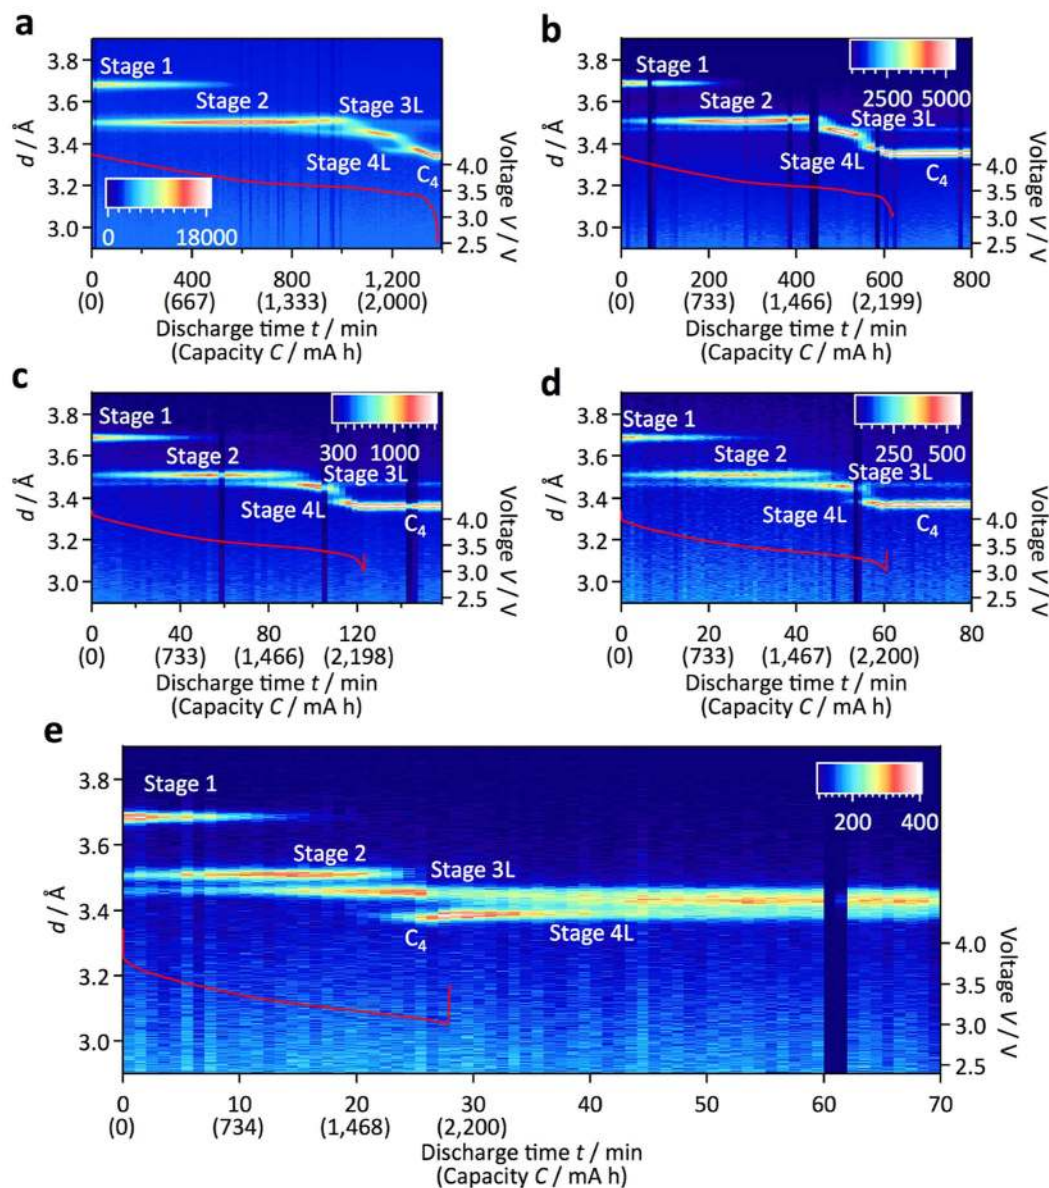 a
3.8
3.6
3.4
3.2
3.0
d / Å
Stage 1
Stage 2
Stage 3L
Stage 4L
C4
0 18000
4.0
3.5
3.0
2.5
Voltage V / V
0 400 800 1,200
(0) (667) (1,333) (2,000)
Discharge time t / min
(Capacity C / mA h)
b
3.8
3.6
3.4
3.2
3.0
d / Å
Stage 1
2500 5000
Stage 2
Stage 3L
Stage 4L
C4
4.0
3.5
3.0
2.5
Voltage V / V
0 200 400 600 800
(0) (733) (1,466) (2,199)
Discharge time t / min
(Capacity C / mA h)
c
3.8
3.6
3.4
3.2
3.0
d / Å
Stage 1
300 1000
Stage 2
Stage 3L
Stage 4L
C4
4.0
3.5
3.0
2.5
Voltage V / V
0 40 80 120
(0) (733) (1,466) (2,198)
Discharge time t / min
(Capacity C / mA h)
d
3.8
3.6
3.4
3.2
3.0
d / Å
Stage 1
250 500
Stage 2
Stage 3L
Stage 4L
C4
4.0
3.5
3.0
2.5
Voltage V / V
0 20 40 60 80
(0) (733) (1,467) (2,200)
Discharge time t / min
(Capacity C / mA h)
e
3.8
3.6
3.4
3.2
3.0
d / Å
Stage 1
200 400
Stage 2
Stage 3L
C4
Stage 4L
4.0
3.5
3.0
2.5
Voltage V / V
0 10 20 30 40 50 60 70
(0) (734) (1,468) (2,200)
Discharge time t / min
(Capacity C / mA h)